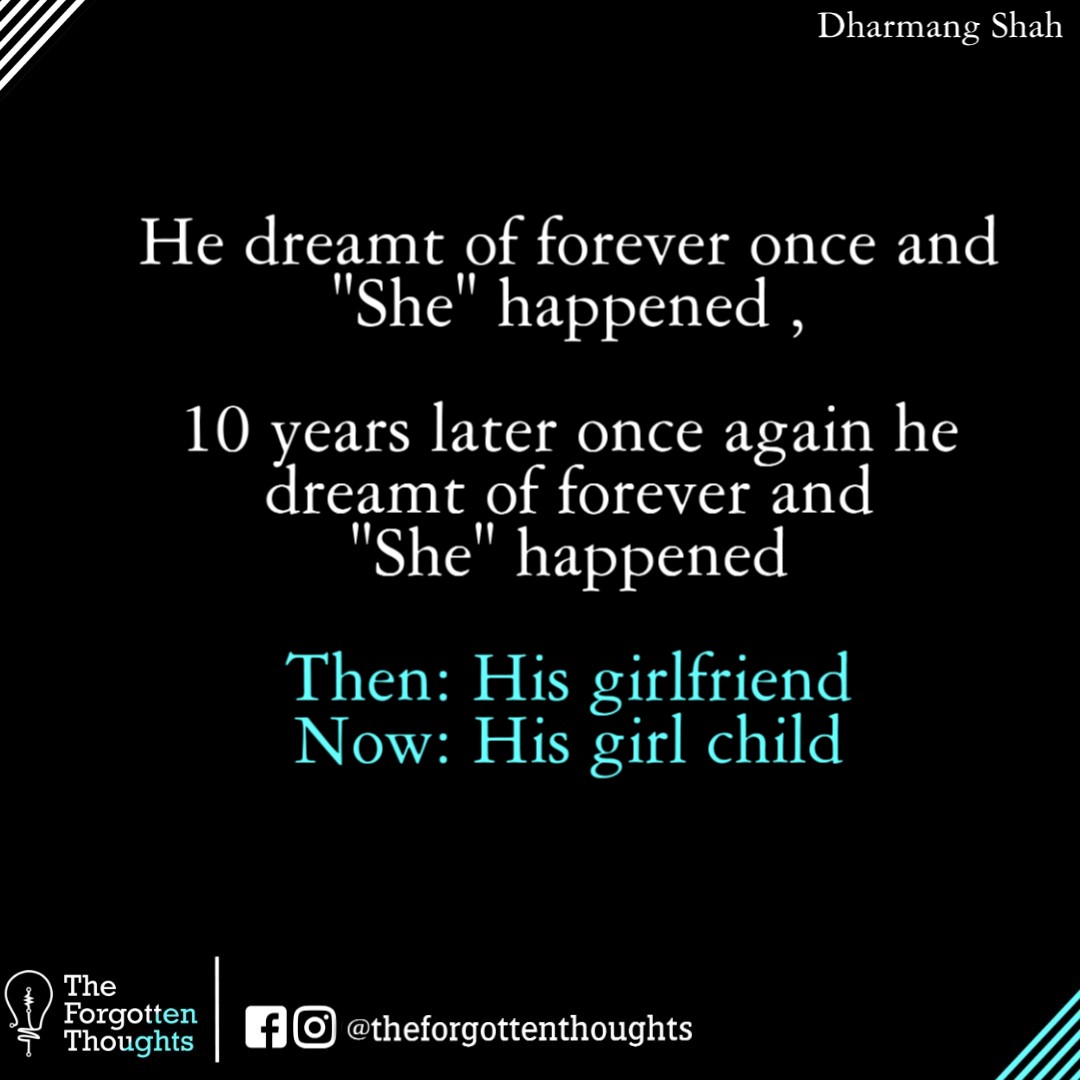 Dharmang Shah
He dreamt of forever once and
"She" happened ,
10 years later once again he
dreamt of forever and
"She" happened
Then: His girlfriend
Now: His girl child
The
Forgotten
Thoughts
@theforgottenthoughts